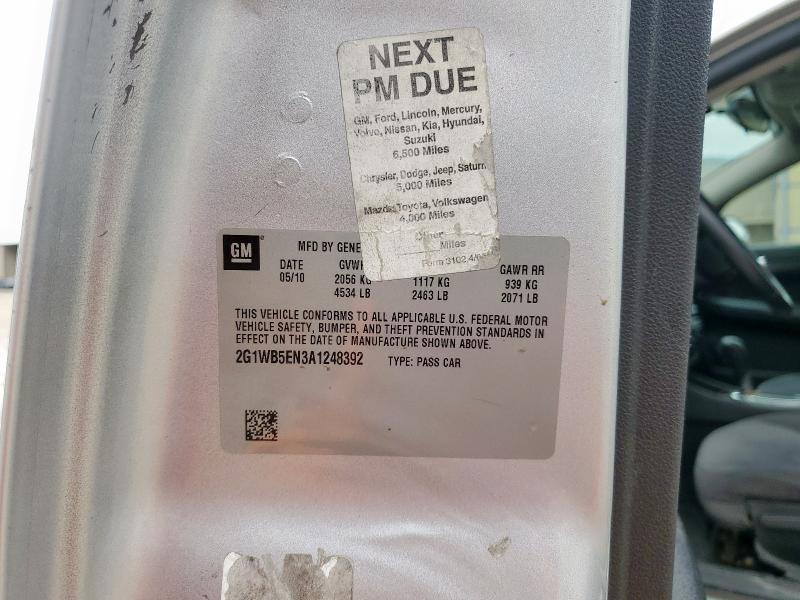 NEXT
PM DUE
GM, Ford, Lincoln, Mercury,
Volvo, Nissan, Kia, Hyundai,
Suzuki
6,500 Miles
Chrysler, Dodge, Jeep, Saturn
5,000 Miles
Mazda, Toyota, Volkswagen
4,000 Miles
Other
Miles
Form 3102
GM
MFD BY GENE
DATE GVW GAWR RR
05/10 2056 KG 1117 KG 939 KG
4534 LB 2463 LB 2071 LB
THIS VEHICLE CONFORMS TO ALL APPLICABLE U.S. FEDERAL MOTOR
VEHICLE SAFETY, BUMPER, AND THEFT PREVENTION STANDARDS IN
EFFECT ON THE DATE OF MANUFACTURE SHOWN ABOVE.
2G1WB5EN3A1248392 TYPE: PASS CAR